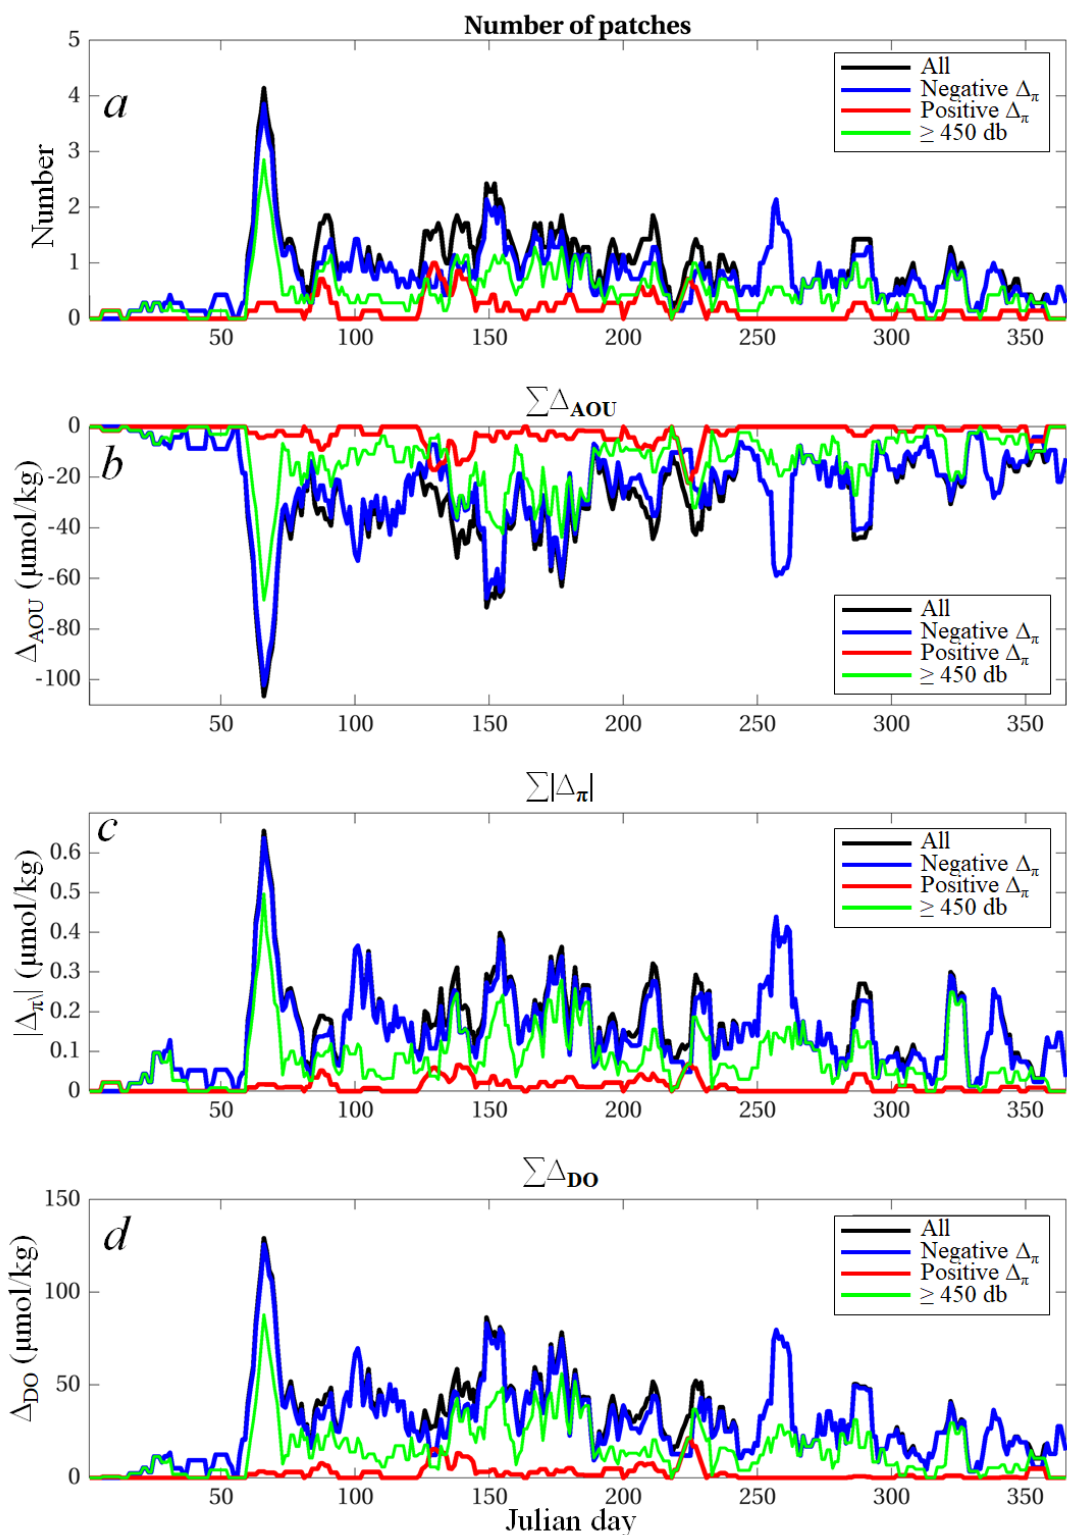 Number of patches
5
4
3
2
1
0
Number
a
All
Negative Δπ
Positive Δπ
≥ 450 db
50 100 150 200 250 300 350
∑ΔAOU
0
-20
-40
-60
-80
-100
ΔAOU (μmol/kg)
b
All
Negative Δπ
Positive Δπ
≥ 450 db
50 100 150 200 250 300 350
∑|Δπ|
0.6
0.5
0.4
0.3
0.2
0.1
0
|Δπ\| (μmol/kg)
c
All
Negative Δπ
Positive Δπ
≥ 450 db
50 100 150 200 250 300 350
∑ΔDO
150
100
50
0
ΔDO (μmol/kg)
d
All
Negative Δπ
Positive Δπ
≥ 450 db
50 100 150 200 250 300 350
Julian day